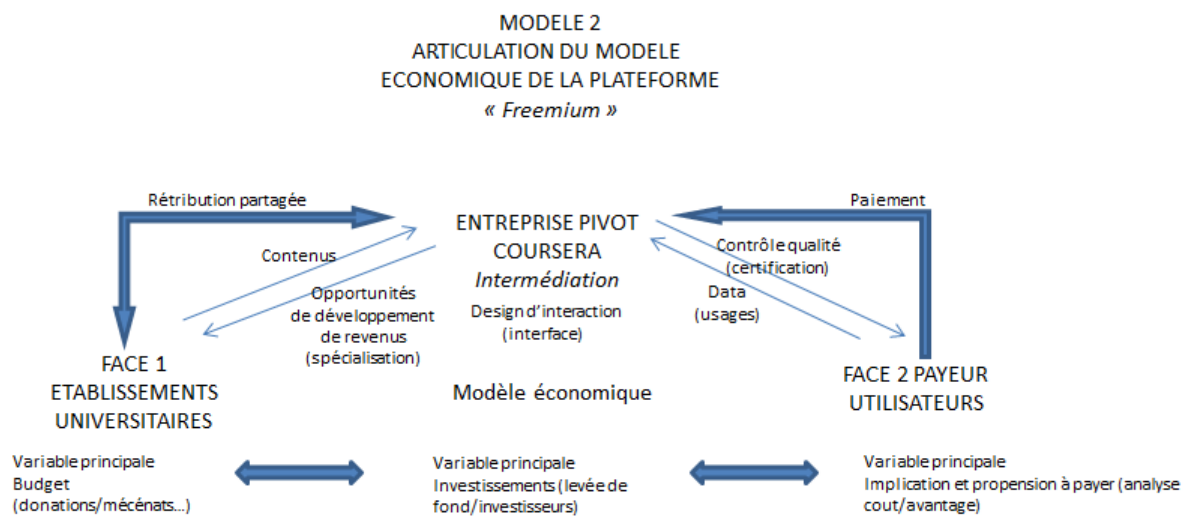 MODELE 2
ARTICULATION DU MODELE
ECONOMIQUE DE LA PLATEFORME
« Freemium »
Rétribution partagée
Paiement
ENTREPRISE PIVOT
COURSERA
Intermédiation
Design d'interaction
(interface)
Contenus
Opportunités
de développement
de revenus
(spécialisation)
Contrôle qualité
(certification)
Data
(usages)
FACE 1
ETABLISSEMENTS
UNIVERSITAIRES
Modèle économique
FACE 2 PAYEUR
UTILISATEURS
Variable principale
Budget
(donations/mécénats...)
Variable principale
Investissements (levée de
fond/investisseurs)
Variable principale
Implication et propension à payer (analyse
cout/avantage)